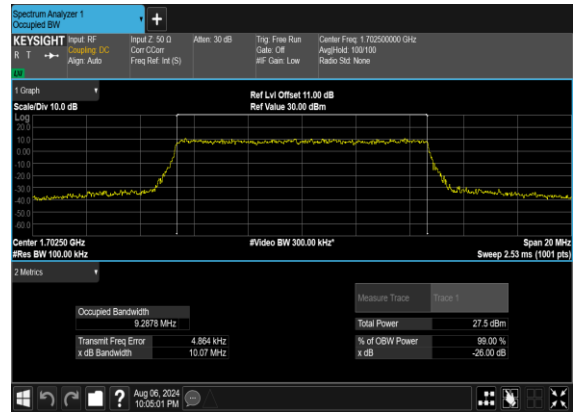 Spectrum Analyzer 1
Occupied BW
+
KEYSIGHT Input: RF Input Z: 50 Ω Atten: 30 dB Trig: Free Run Center Freq: 1.702500000 GHz
R T Coupling: DC Corr CCorr Gate: Off Avg|Hold: 100/100
Align: Auto Freq Ref: Int (S) #IF Gain: Low Radio Std: None
LW
1 Graph
Ref Lvl Offset 11.00 dB
Scale/Div 10.0 dB Ref Value 30.00 dBm
Log
20.0
10.0
0.00
-10.0
-20.0
-30.0
-40.0
-50.0
-60.0
Center 1.70250 GHz #Video BW 300.00 kHz* Span 20 MHz
#Res BW 100.00 kHz Sweep 2.53 ms (1001 pts)
2 Metrics
Measure Trace Trace 1
Occupied Bandwidth
9.2878 MHz
Total Power 27.5 dBm
Transmit Freq Error 4.864 kHz % of OBW Power 99.00 %
x dB Bandwidth 10.07 MHz x dB -26.00 dB
? Aug 06, 2024
10:05:01 PM